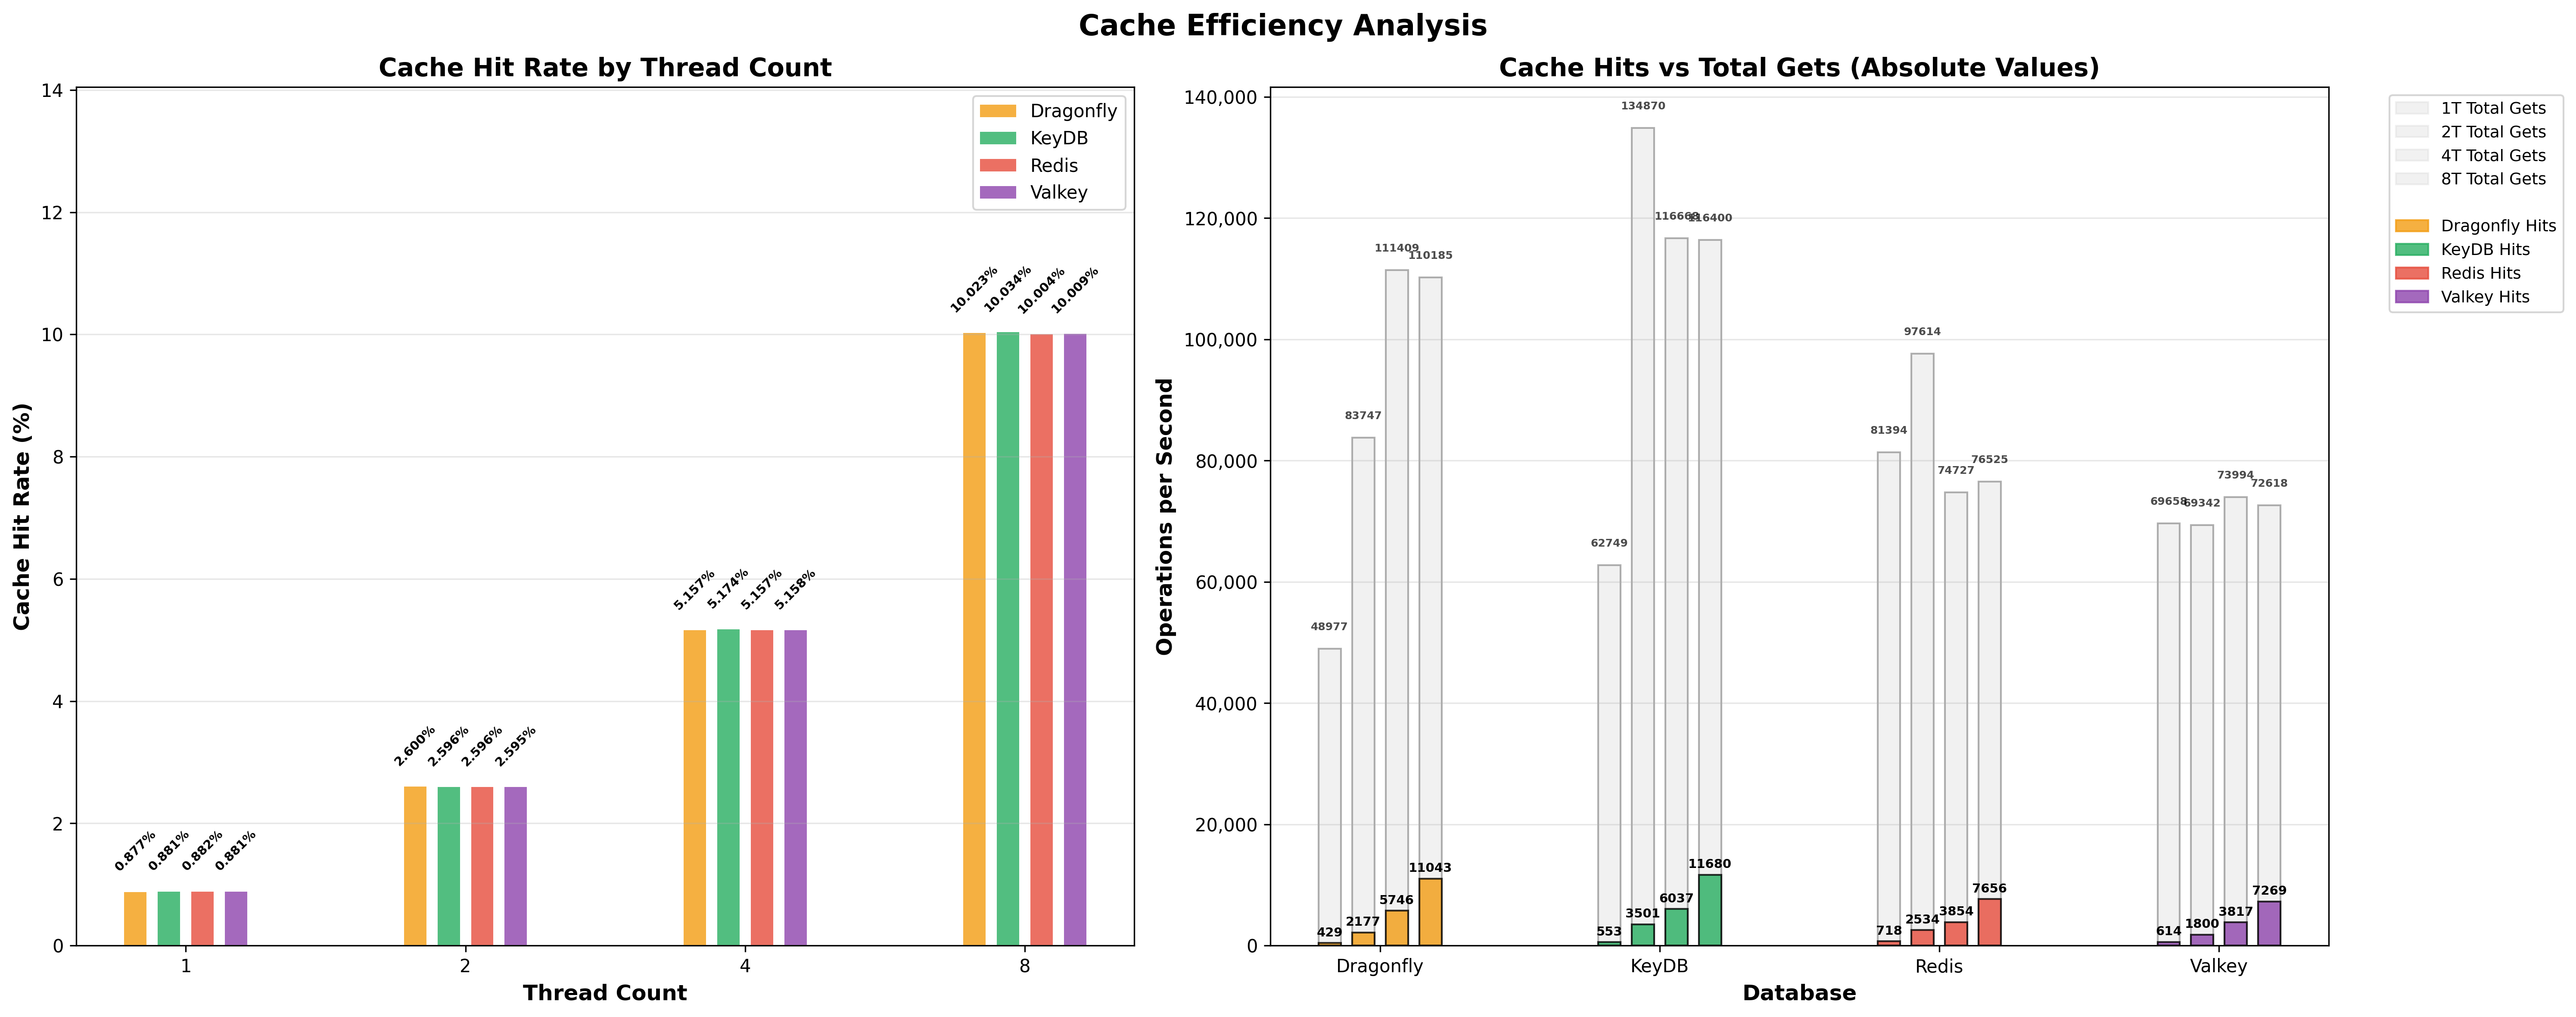 Cache Efficiency Analysis
Cache Hit Rate by Thread Count
Cache Hit Rate (%)
14
12
10
8
6
4
2
0
Dragonfly
KeyDB
Redis
Valkey
0.877%
0.881%
0.882%
0.881%
2.600%
2.596%
2.596%
2.595%
5.157%
5.174%
5.157%
5.158%
10.023%
10.034%
10.004%
10.009%
1
2
4
8
Thread Count
Cache Hits vs Total Gets (Absolute Values)
Operations per Second
140,000
120,000
100,000
80,000
60,000
40,000
20,000
0
48977
83747
111409
110185
62749
134870
116668
116400
81394
97614
74727
76525
69658
69342
73994
72618
429
2177
5746
11043
553
3501
6037
11680
718
2534
3854
7656
614
1800
3817
7269
Dragonfly
KeyDB
Redis
Valkey
Database
1T Total Gets
2T Total Gets
4T Total Gets
8T Total Gets
Dragonfly Hits
KeyDB Hits
Redis Hits
Valkey Hits